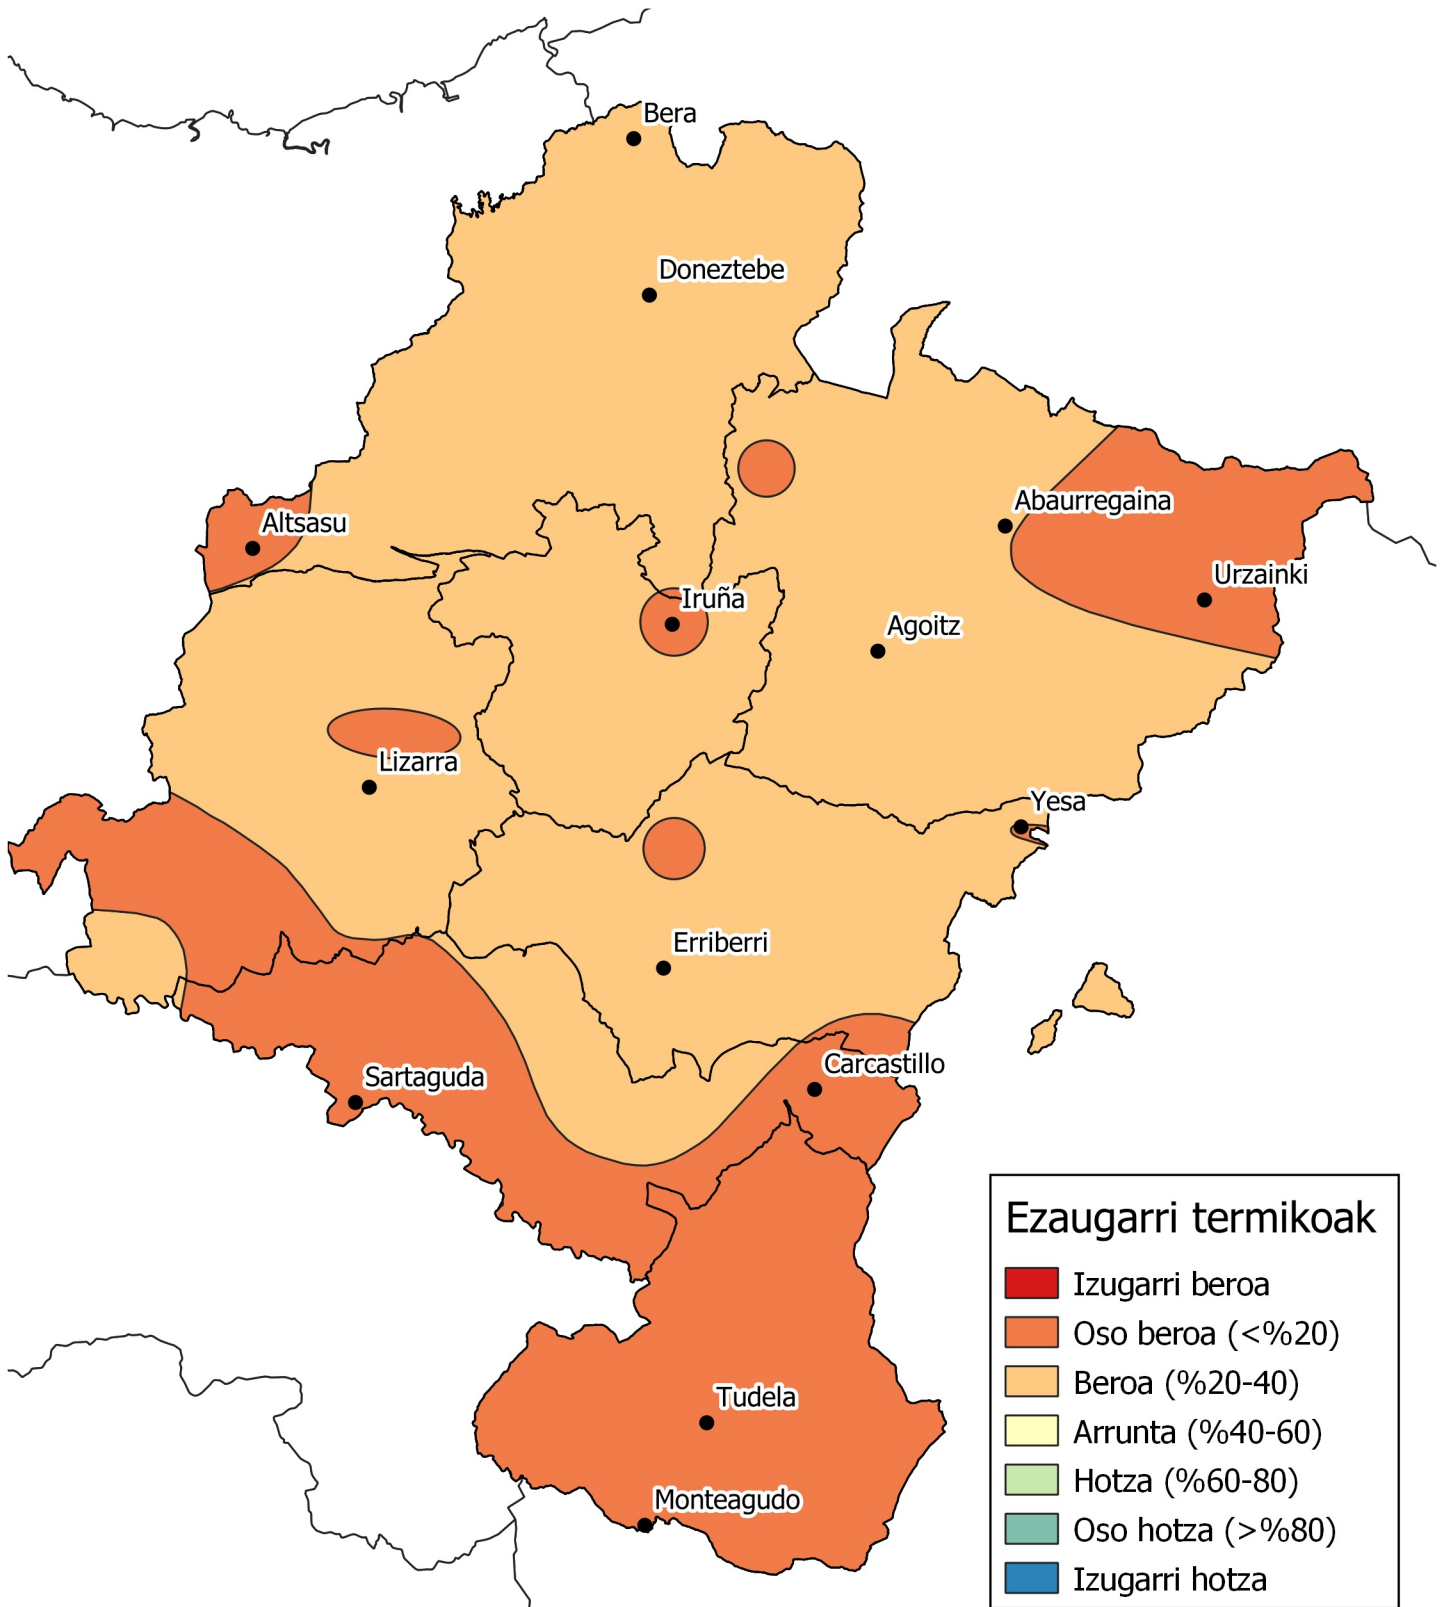 Bera
Doneztebe
Abaurregaina
Altsasu
Urzainki
Iruña
Agoitz
Lizarra
Yesa
Erriberri
Carcastillo
Sartaguda
Tudela
Monteagudo
Ezaugarri termikoak
Izugarri beroa
Oso beroa (<%20)
Beroa (%20-40)
Arrunta (%40-60)
Hotza (%60-80)
Oso hotza (>%80)
Izugarri hotza